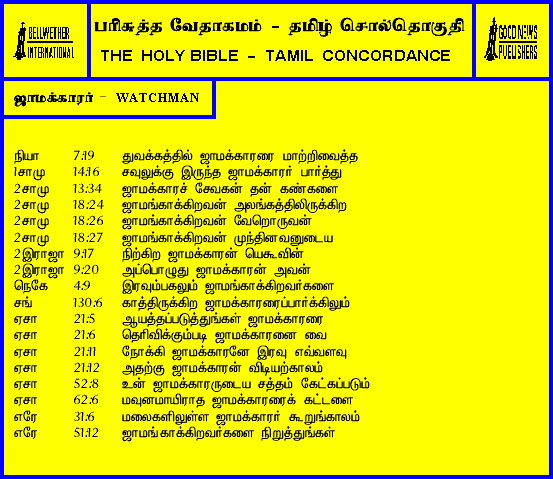 BELLWETHER
INTERNATIONAL
பரிசுத்த வேதாகமம் - தமிழ் சொல்தொகுதி
THE HOLY BIBLE - TAMIL CONCORDANCE
GOOD NEWS
PUBLISHERS
ஜாமக்காரர் - WATCHMAN
நியா 7:19 துவக்கத்தில் ஜாமக்காரரை மாற்றிவைத்த
1சாமு 14:16 சவுலுக்கு இருந்த ஜாமக்காரர் பார்த்து
2சாமு 13:34 ஜாமக்காரச் சேவகன் தன் கண்களை
2சாமு 18:24 ஜாமங்காக்கிறவன் அலங்கத்திலிருக்கிற
2சாமு 18:26 ஜாமங்காக்கிறவன் வேறொருவன்
2சாமு 18:27 ஜாமங்காக்கிறவன் முந்தினவனுடைய
2இராஜா 9:17 நிற்கிற ஜாமக்காரன் யெகூவின்
2இராஜா 9:20 அப்பொழுது ஜாமக்காரன் அவன்
நெகே 4:9 இரவும்பகலும் ஜாமங்காக்கிறவர்களை
சங் 130:6 காத்திருக்கிற ஜாமக்காரரைப்பார்க்கிலும்
ஏசா 21:5 ஆயத்தப்படுத்துங்கள் ஜாமக்காரரை
ஏசா 21:6 தெரிவிக்கும்படி ஜாமக்காரனை வை
ஏசா 21:11 நோக்கி ஜாமக்காரனே இரவு எவ்வளவு
ஏசா 21:12 அதற்கு ஜாமக்காரன் விடியற்காலம்
ஏசா 52:8 உன் ஜாமக்காரருடைய சத்தம் கேட்கப்படும்
ஏசா 62:6 மவுனமாயிராத ஜாமக்காரரைக் கட்டளை
எரே 31:6 மலைகளிலுள்ள ஜாமக்காரர் கூறுங்காலம்
எரே 51:12 ஜாமங்காக்கிறவர்களை நிறுத்துங்கள்